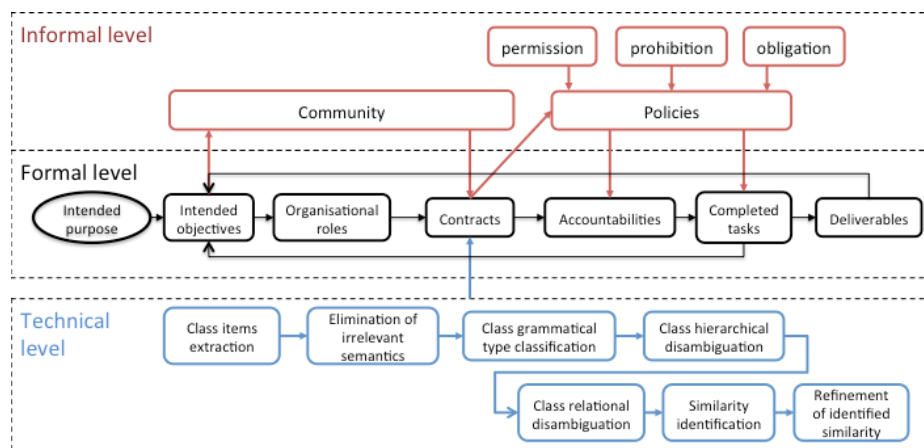 Informal level
permission
prohibition
obligation
Community
Policies
Formal level
Intended
purpose
Intended
objectives
Organisational
roles
Contracts
Accountabilities
Completed
tasks
Deliverables
Technical
level
Class items
extraction
Elimination of
irrelevant
semantics
Class grammatical
type classification
Class hierarchical
disambiguation
Class relational
disambiguation
Similarity
identification
Refinement
of identified
similarity